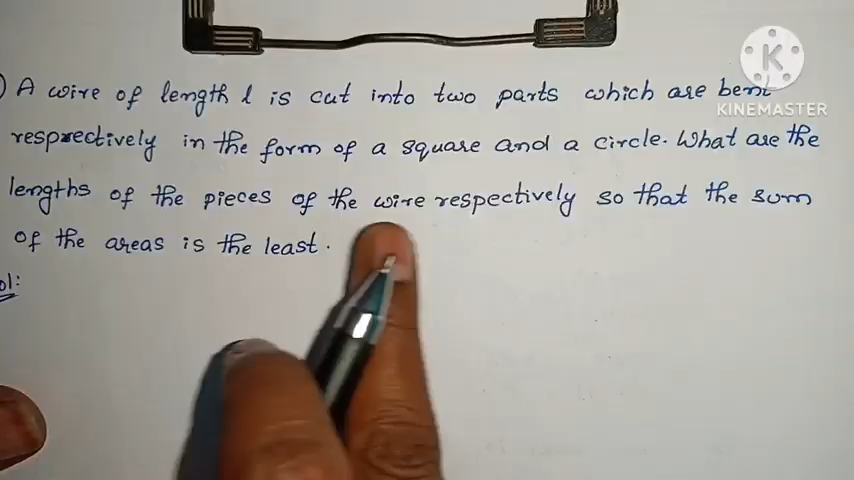 ) A wire of length l is cut into two parts which are bent
respectively in the form of a square and a circle. What are the
lengths of the pieces of the wire respectively so that the sum
of the areas is the least.
ol:
K
KINEMASTER